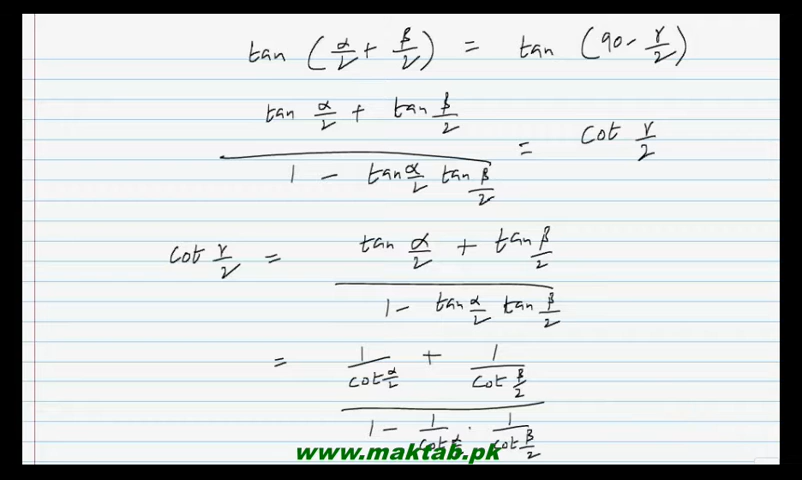 tan (α/2 + β/2) = tan (90 - γ/2)
tan α/2 + tan β/2
───────────── = cot γ/2
1 - tan α/2 tan β/2
cot γ/2 = tan α/2 + tan β/2
─────────────
1 - tan α/2 tan β/2
= 1/cot α/2 + 1/cot β/2
─────────────
1 - 1/cot α/2 · 1/cot β/2
www.maktab.pk